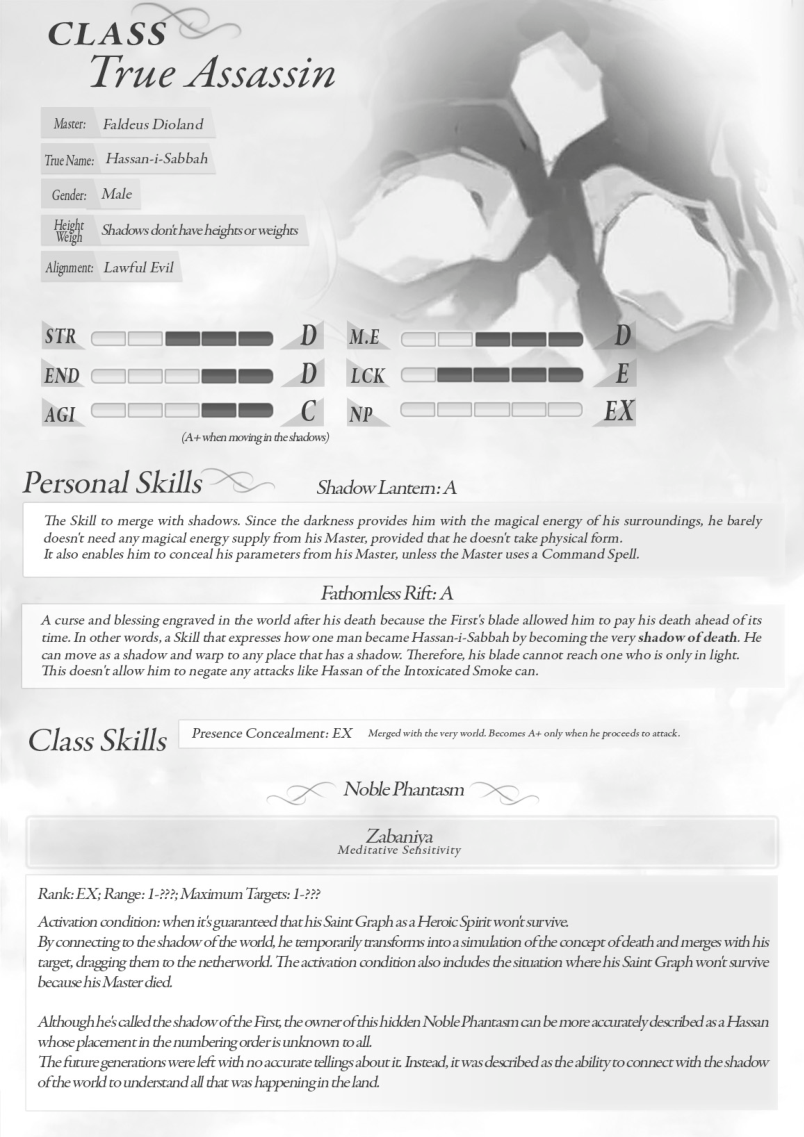 CLASS
True Assassin
Master: Faldeus Dioland
True Name: Hassan-i-Sabbah
Gender: Male
Height
Weigh
Shadows don't have heights or weights
Alignment: Lawful Evil
STR D M.E D
END D LCK E
AGI C NP EX
(A+ when moving in the shadows)
Personal Skills
Shadow Lantern: A
The Skill to merge with shadows. Since the darkness provides him with the magical energy of his surroundings, he barely
doesn't need any magical energy supply from his Master, provided that he doesn't take physical form.
It also enables him to conceal his parameters from his Master, unless the Master uses a Command Spell.
Fathomless Rift: A
A curse and blessing engraved in the world after his death because the First's blade allowed him to pay his death ahead of its
time. In other words, a Skill that expresses how one man became Hassan-i-Sabbah by becoming the very shadow of death. He
can move as a shadow and warp to any place that has a shadow. Therefore, his blade cannot reach one who is only in light.
This doesn't allow him to negate any attacks like Hassan of the Intoxicated Smoke can.
Class Skills
Presence Concealment: EX Merged with the very world. Becomes A+ only when he proceeds to attack.
Noble Phantasm
Zabaniya
Meditative Sensitivity
Rank: EX; Range: 1-???; Maximum Targets: 1-???
Activation condition: when it's guaranteed that his Saint Graph as a Heroic Spirit won't survive.
By connecting to the shadow of the world, he temporarily transforms into a simulation of the concept of death and merges with his
target, dragging them to the netherworld. The activation condition also includes the situation where his Saint Graph won't survive
because his Master died.
Although he's called the shadow of the First, the owner of this hidden Noble Phantasm can be more accurately described as a Hassan
whose placement in the numbering order is unknown to all.
The future generations were left with no accurate tellings about it. Instead, it was described as the ability to connect with the shadow
of the world to understand all that was happening in the land.